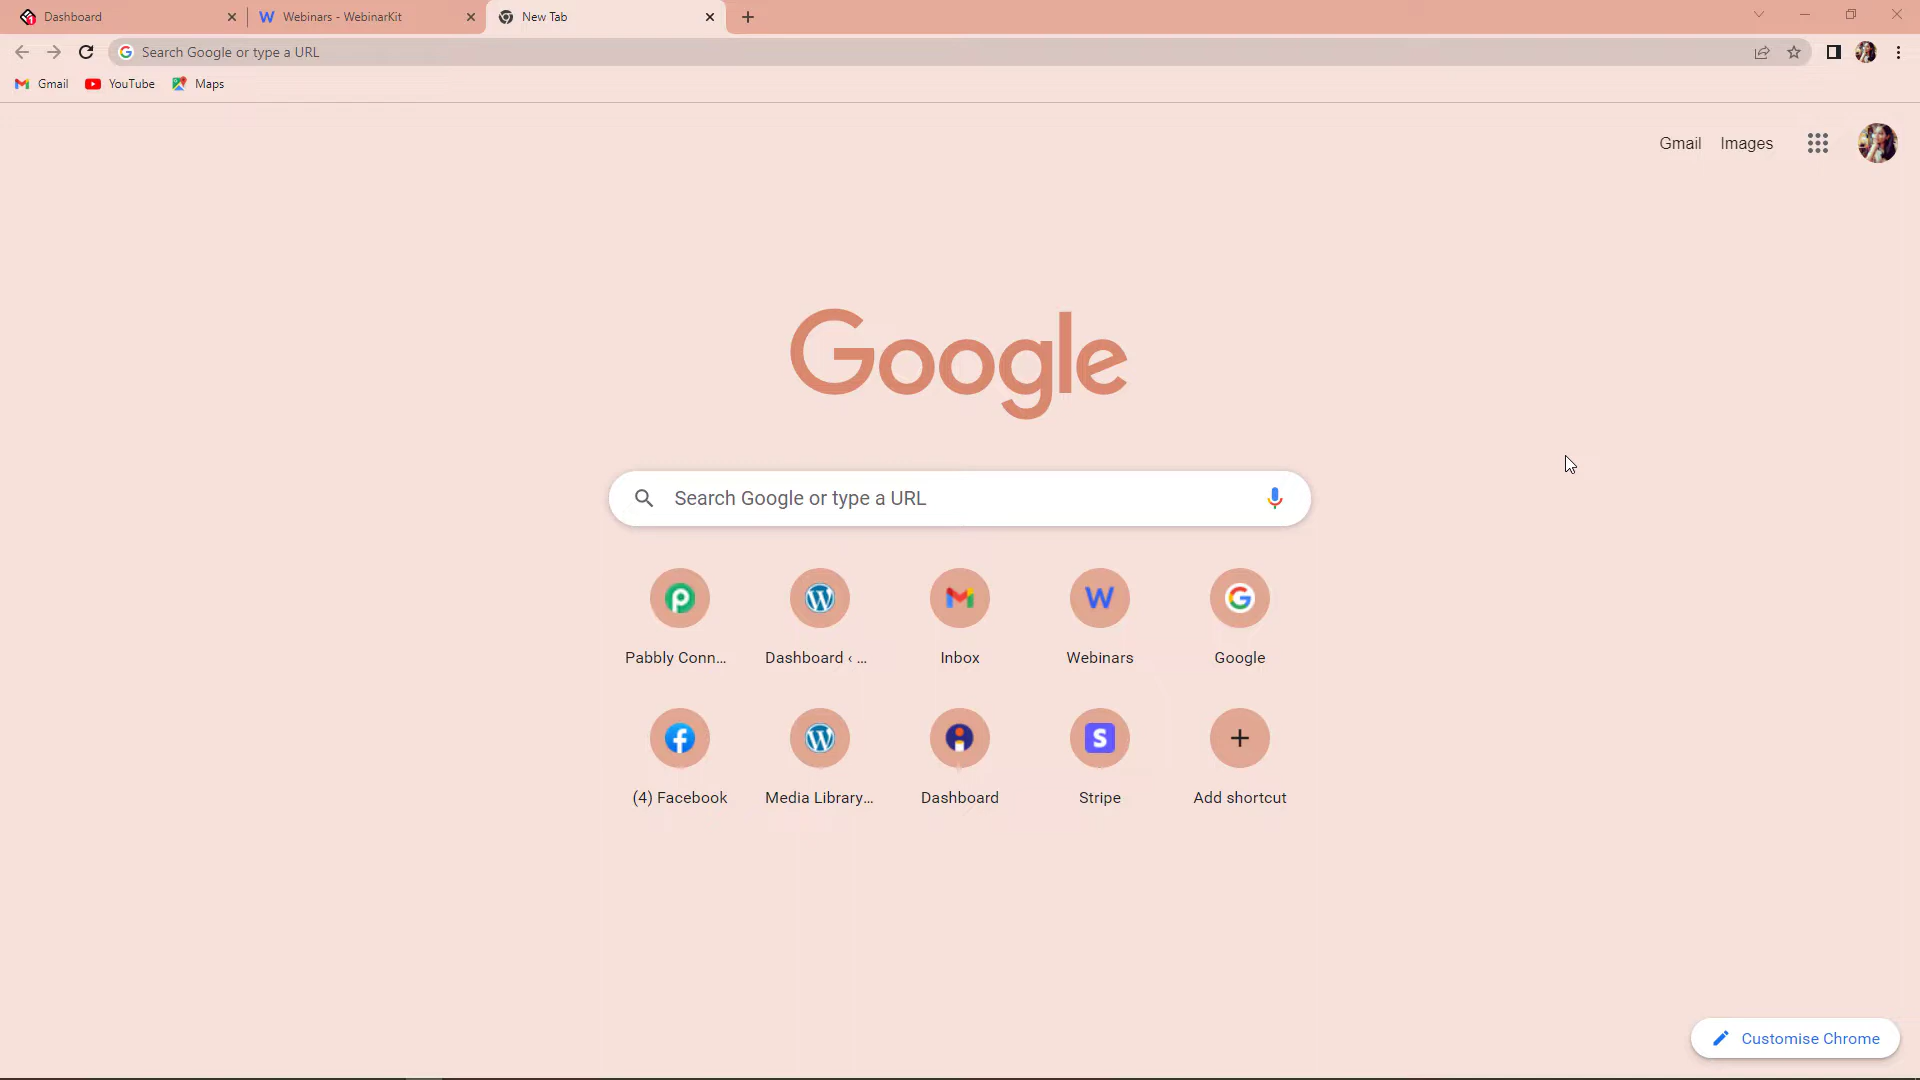 Dashboard
Webinars - WebinarKit
New Tab
Search Google or type a URL
Gmail
YouTube
Maps
Gmail
Images
Google
Search Google or type a URL
Pabbly Conn...
Dashboard ‹ ...
Inbox
Webinars
Google
(4) Facebook
Media Library...
Dashboard
Stripe
Add shortcut
Customise Chrome